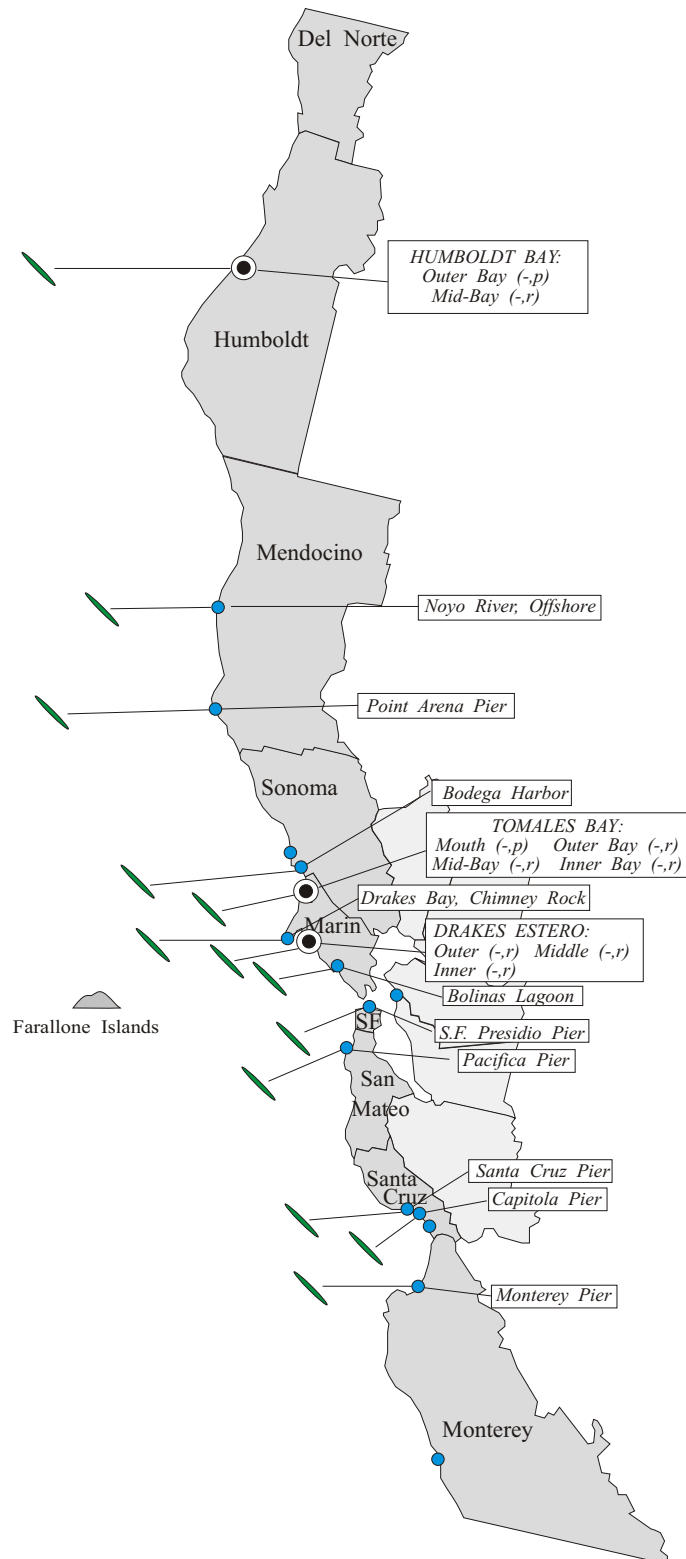 Del Norte
HUMBOLDT BAY:
Outer Bay (-,p)
Mid-Bay (-,r)
Humboldt
Mendocino
Noyo River, Offshore
Point Arena Pier
Sonoma
Bodega Harbor
TOMALES BAY:
Mouth (-,p) Outer Bay (-,r)
Mid-Bay (-,r) Inner Bay (-,r)
Drakes Bay, Chimney Rock
Marin
DRAKES ESTERO:
Outer (-,r) Middle (-,r)
Inner (-,r)
Bolinas Lagoon
Farallone Islands
SF
S.F. Presidio Pier
Pacifica Pier
San
Mateo
Santa Cruz Pier
Santa
Cruz
Capitola Pier
Monterey Pier
Monterey